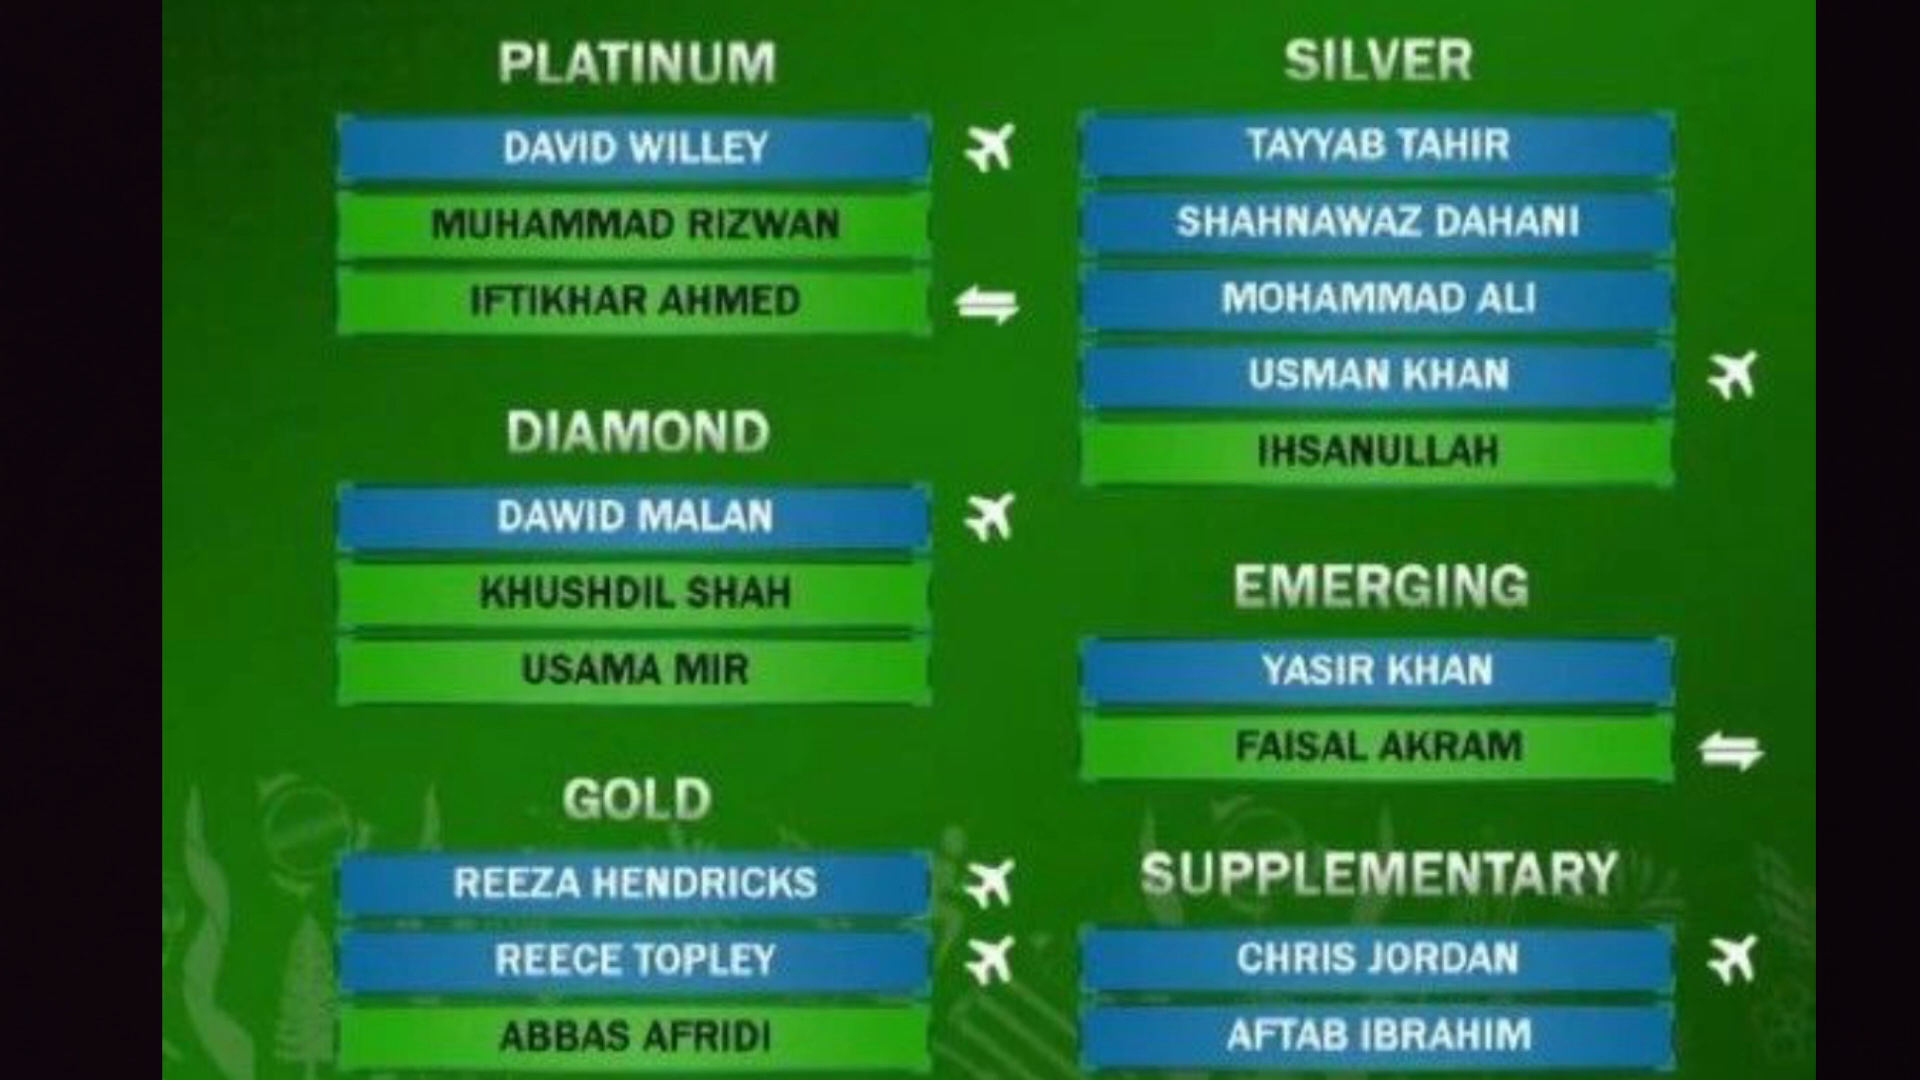 PLATINUM
DAVID WILLEY
MUHAMMAD RIZWAN
IFTIKHAR AHMED
DIAMOND
DAWID MALAN
KHUSHDIL SHAH
USAMA MIR
GOLD
REEZA HENDRICKS
REECE TOPLEY
ABBAS AFRIDI
SILVER
TAYYAB TAHIR
SHAHNAWAZ DAHANI
MOHAMMAD ALI
USMAN KHAN
IHSANULLAH
EMERGING
YASIR KHAN
FAISAL AKRAM
SUPPLEMENTARY
CHRIS JORDAN
AFTAB IBRAHIM